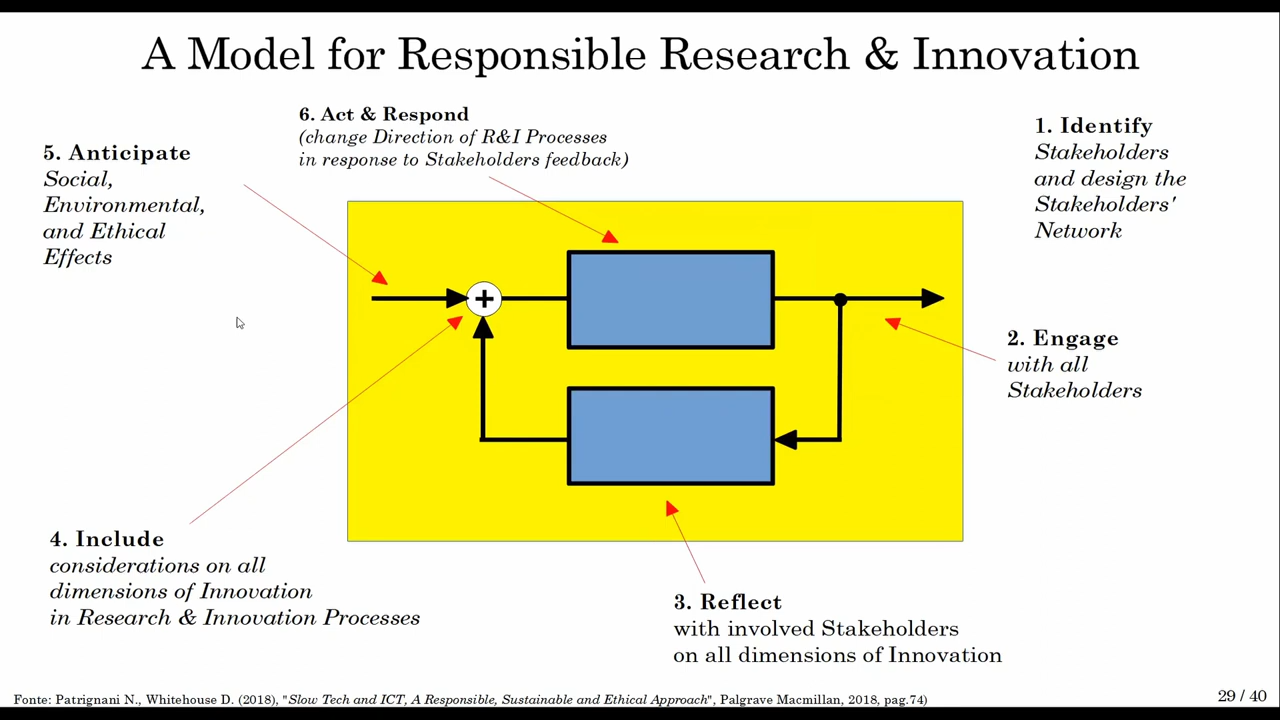 A Model for Responsible Research & Innovation
1. Identify
Stakeholders
and design the
Stakeholders'
Network
2. Engage
with all
Stakeholders
3. Reflect
with involved Stakeholders
on all dimensions of Innovation
4. Include
considerations on all
dimensions of Innovation
in Research & Innovation Processes
5. Anticipate
Social,
Environmental,
and Ethical
Effects
6. Act & Respond
(change Direction of R&I Processes
in response to Stakeholders feedback)
+
Fonte: Patrignani N., Whitehouse D. (2018), "Slow Tech and ICT, A Responsible, Sustainable and Ethical Approach", Palgrave Macmillan, 2018, pag.74)
29 / 40